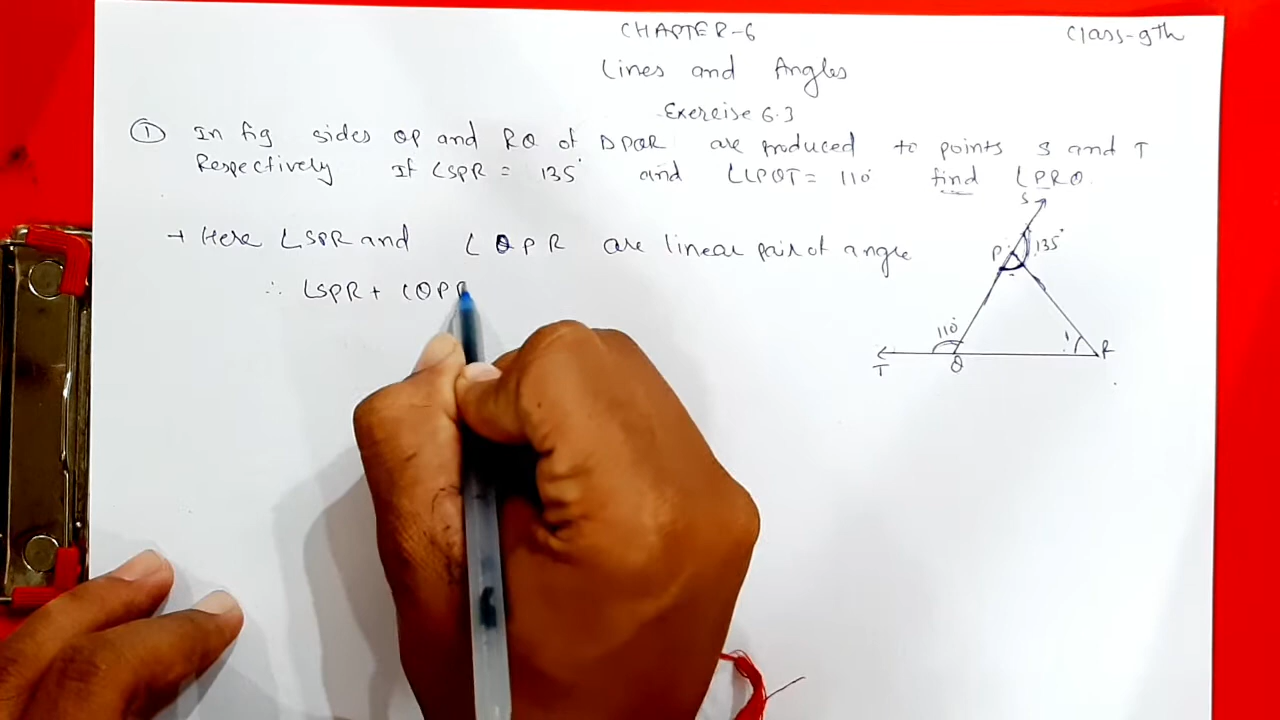 CHAPTER-6
Class-9th
Lines and Angles
Exercise 6.3
① In fig sides QP and RQ of ΔPQR are produced to points S and T
Respectively If ∠SPR = 135° and ∠LPQT = 110° find ∠PRQ.
→ Here ∠SPR and ∠QPR are linear pair of angle
∴ ∠SPR + ∠QPR
S
P
135°
110°
T
Q
R